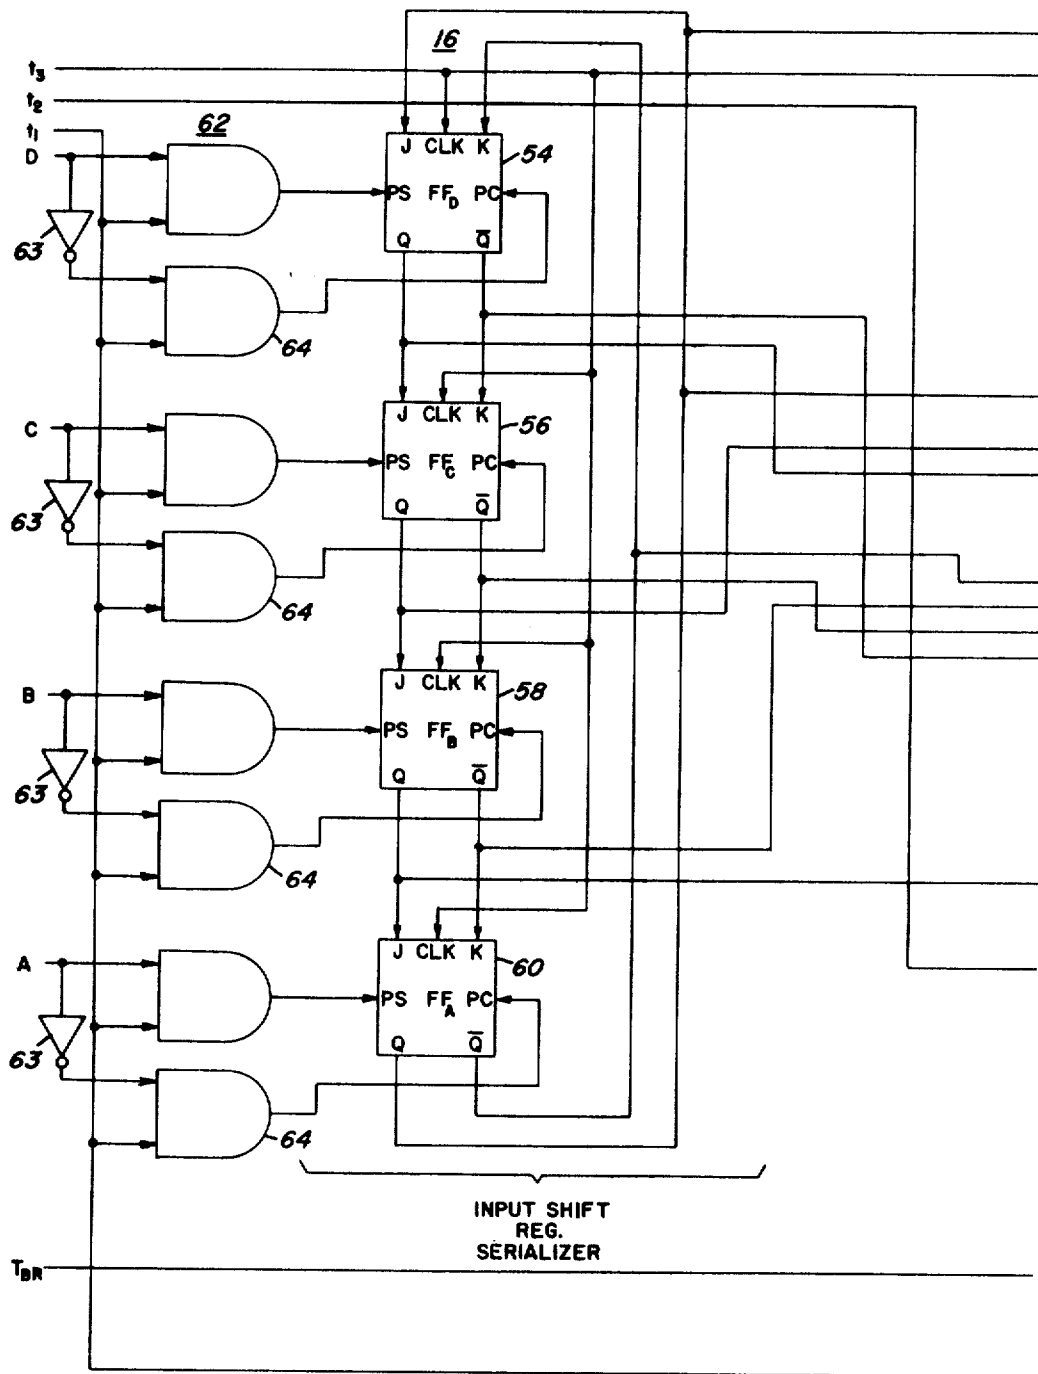 16
t3
t2
t1
62
D
J CLK K
54
PS FFD PC
63
Q Q̅
64
C
J CLK K
56
PS FFC PC
63
Q Q̅
64
B
J CLK K
58
PS FFB PC
63
Q Q̅
64
A
J CLK K
60
PS FFA PC
63
Q Q̅
64
INPUT SHIFT
REG.
SERIALIZER
TBR